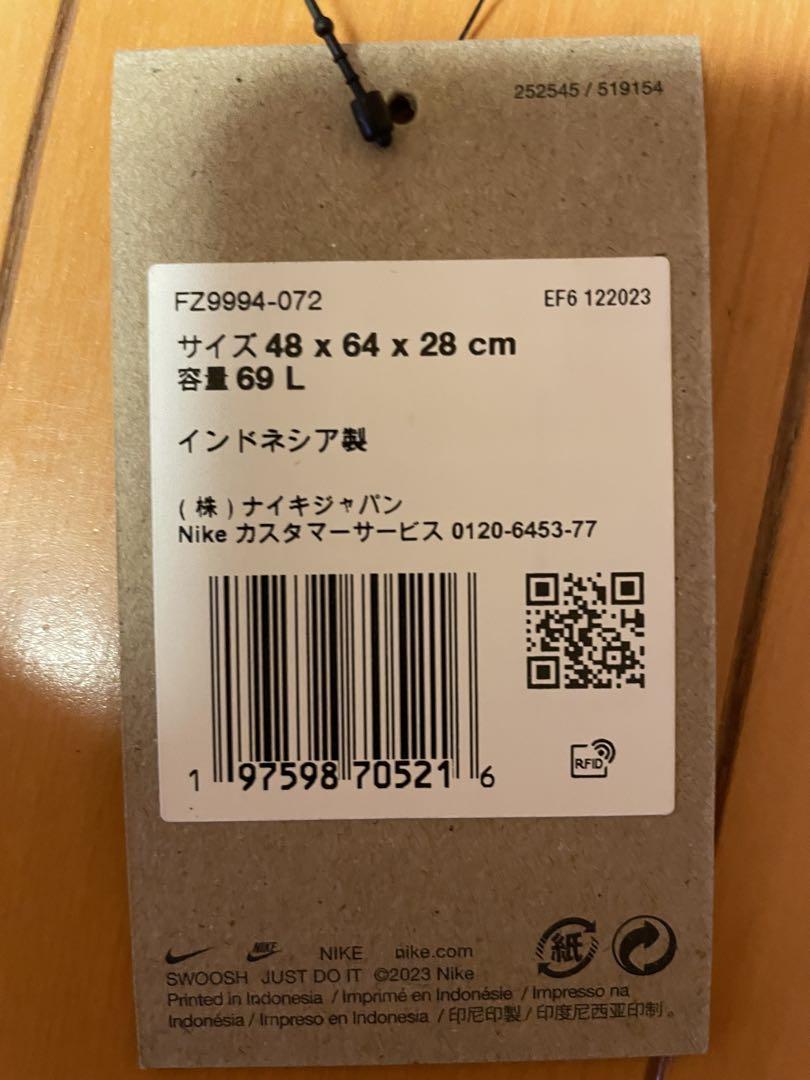 252545 / 519154
FZ9994-072 EF6 122023
サイズ 48 x 64 x 28 cm
容量 69 L
インドネシア製
(株)ナイキジャパン
Nike カスタマーサービス 0120-6453-77
1 97598 70521 6
RFID
NIKE NIKE nike.com
紙
SWOOSH JUST DO IT ©2023 Nike
Printed in Indonesia / Imprimé en Indonésie / Impresso na
Indonésia / Impreso en Indonesia / 印尼印製 / 印度尼西亚印制。